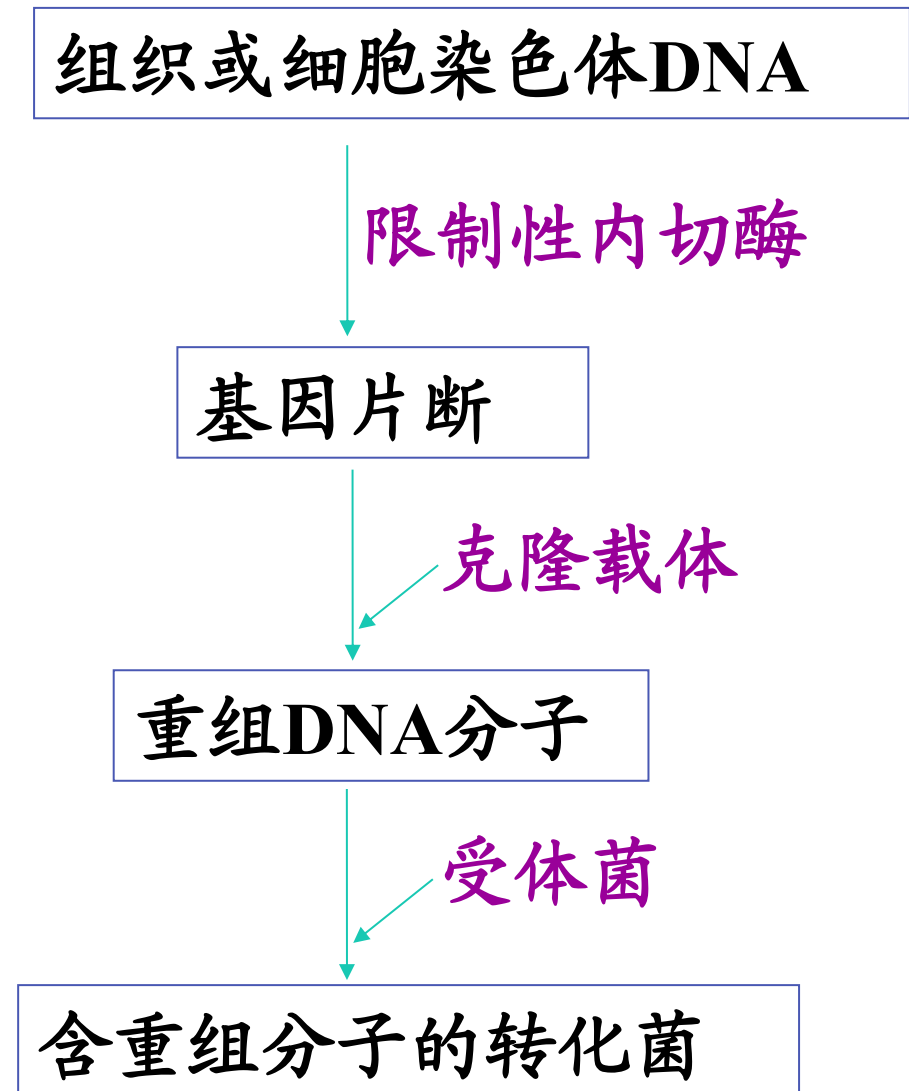 组织或细胞染色体DNA
限制性内切酶
基因片断
克隆载体
重组DNA分子
受体菌
含重组分子的转化菌